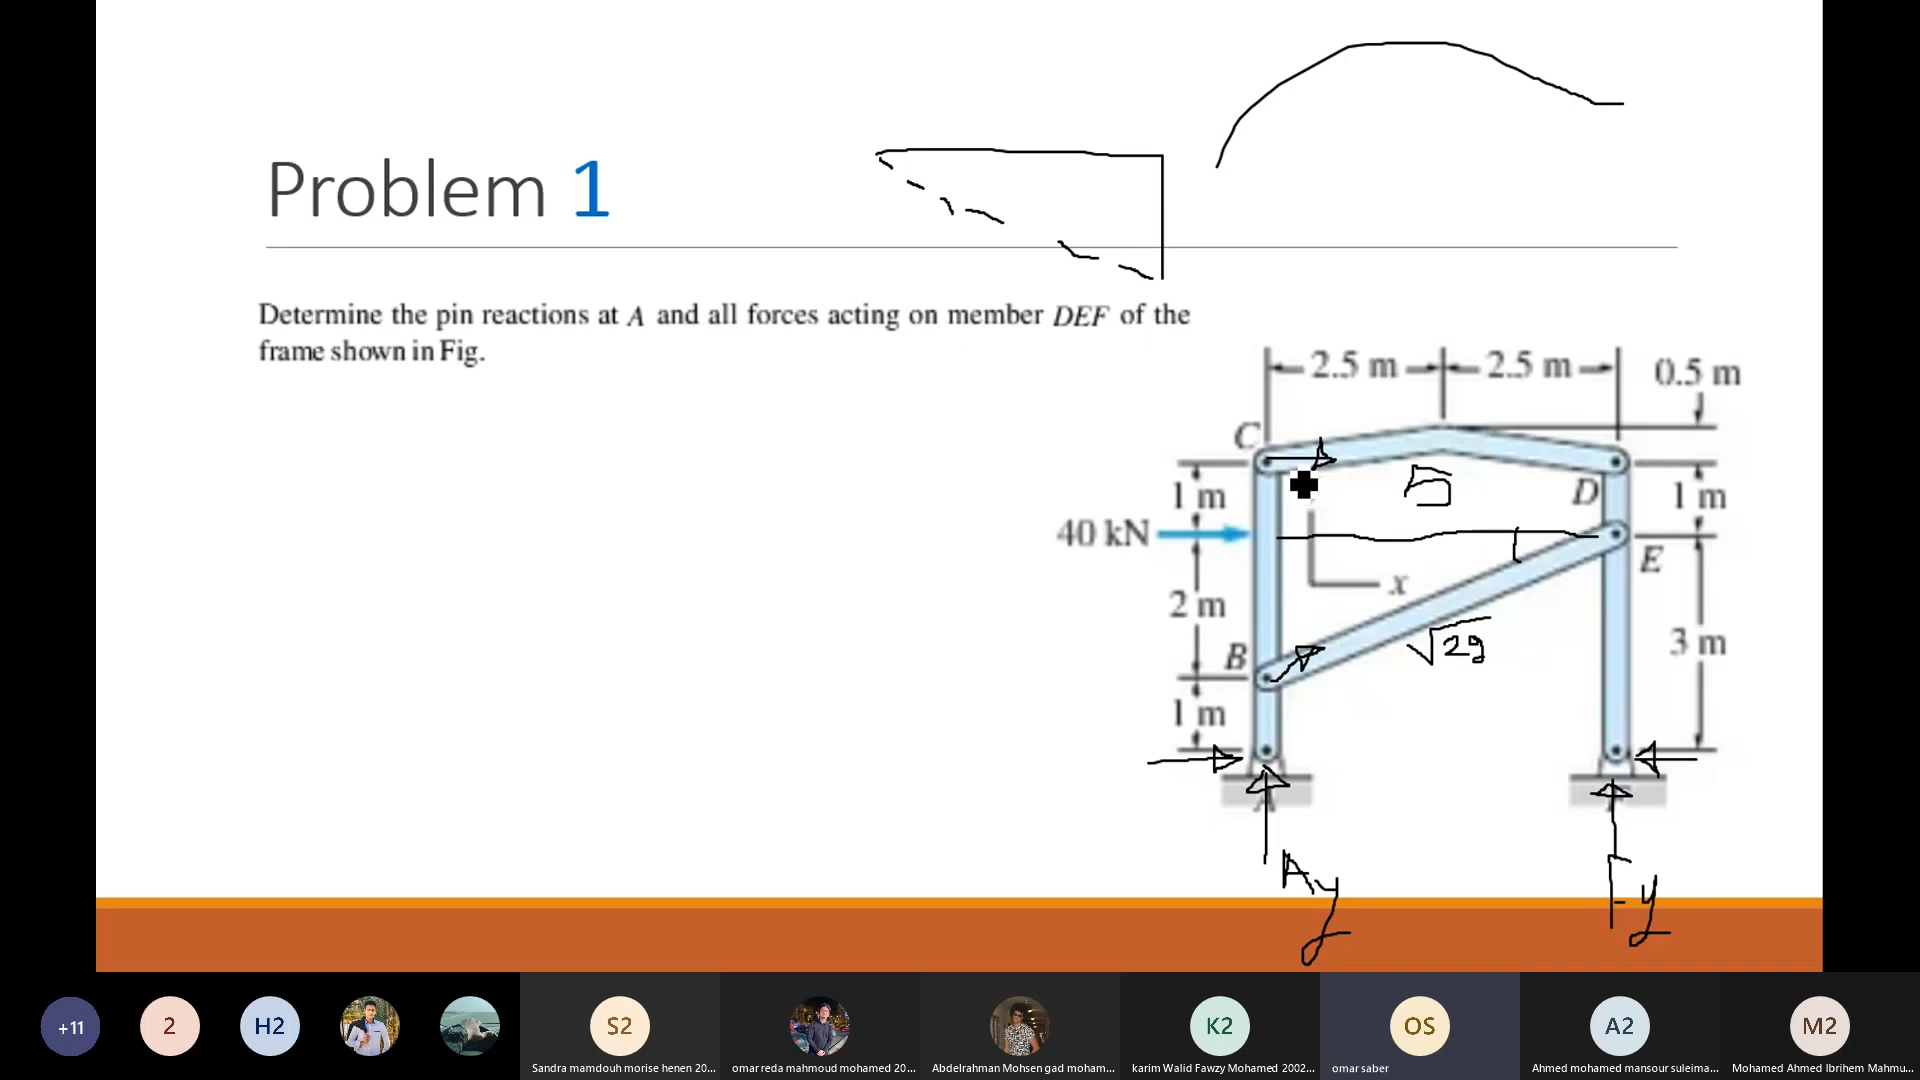 Problem 1
Determine the pin reactions at A and all forces acting on member DEF of the
frame shown in Fig.
2.5 m
2.5 m
0.5 m
C
1 m
5
D
1 m
40 kN
E
x
2 m
√29
3 m
B
1 m
A
Ay
Fy
+11
2
H2
S2
K2
OS
A2
M2
Sandra mamdouh morise henen 20...
omar reda mahmoud mohamed 20...
Abdelrahman Mohsen gad moham...
karim Walid Fawzy Mohamed 2002...
omar saber
Ahmed mohamed mansour suleima...
Mohamed Ahmed Ibrihem Mahmu...